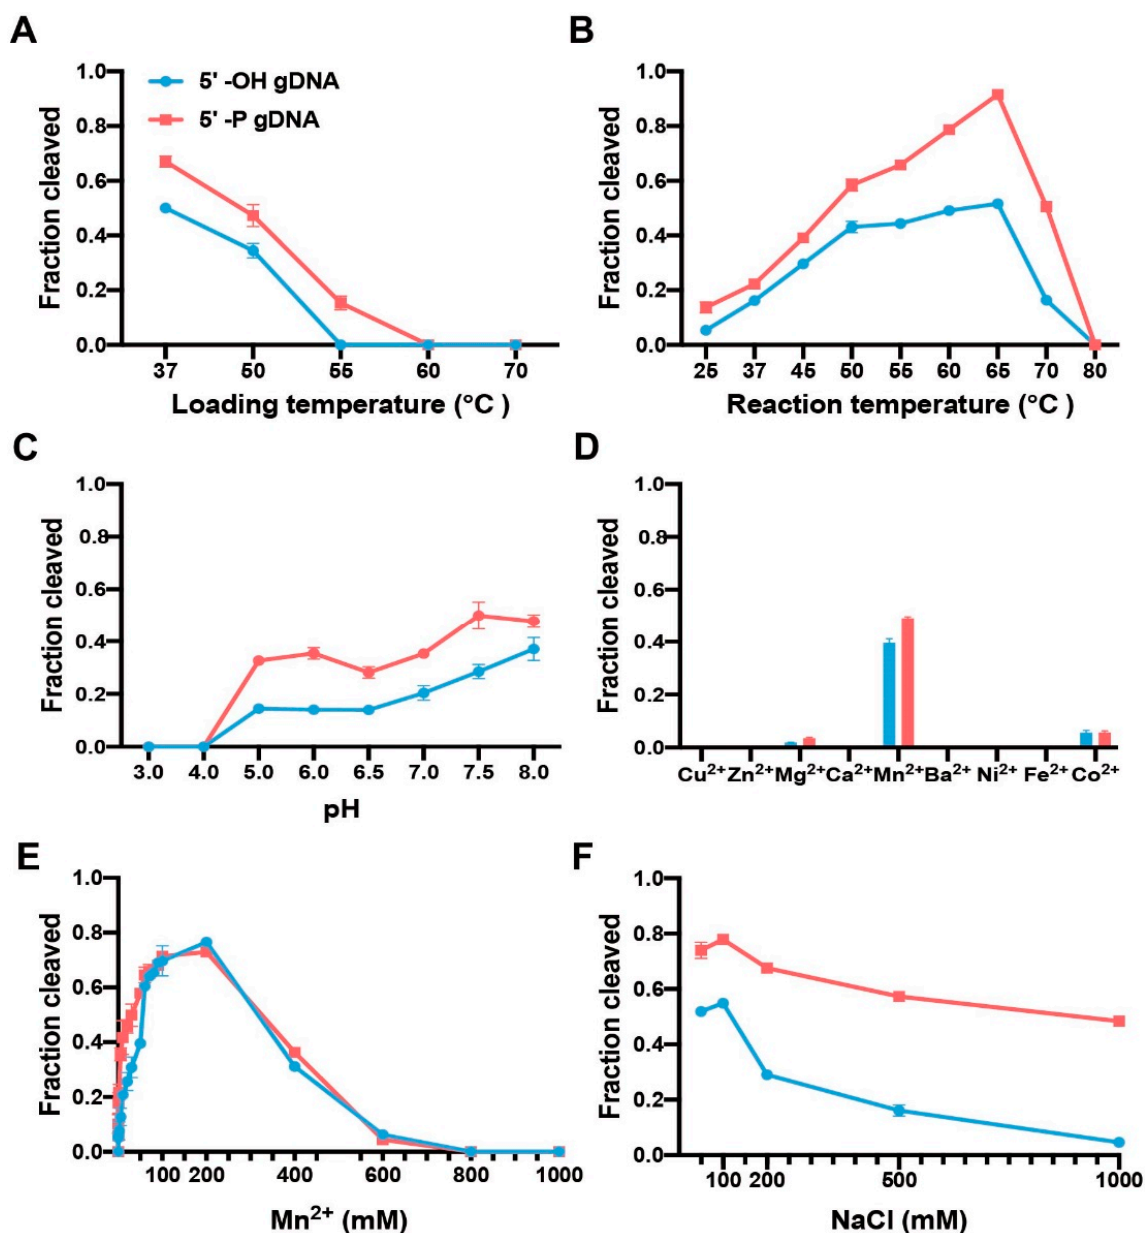 A
5' -OH gDNA
5' -P gDNA
Fraction cleaved
1.0
0.8
0.6
0.4
0.2
0.0
37 50 55 60 70
Loading temperature (°C )
B
Fraction cleaved
1.0
0.8
0.6
0.4
0.2
0.0
25 37 45 50 55 60 65 70 80
Reaction temperature (°C )
C
Fraction cleaved
1.0
0.8
0.6
0.4
0.2
0.0
3.0 4.0 5.0 6.0 6.5 7.0 7.5 8.0
pH
D
Fraction cleaved
1.0
0.8
0.6
0.4
0.2
0.0
Cu²⁺ Zn²⁺ Mg²⁺ Ca²⁺ Mn²⁺ Ba²⁺ Ni²⁺ Fe²⁺ Co²⁺
E
Fraction cleaved
1.0
0.8
0.6
0.4
0.2
0.0
100 200 400 600 800 1000
Mn²⁺ (mM)
F
Fraction cleaved
1.0
0.8
0.6
0.4
0.2
0.0
100 200 500 1000
NaCl (mM)